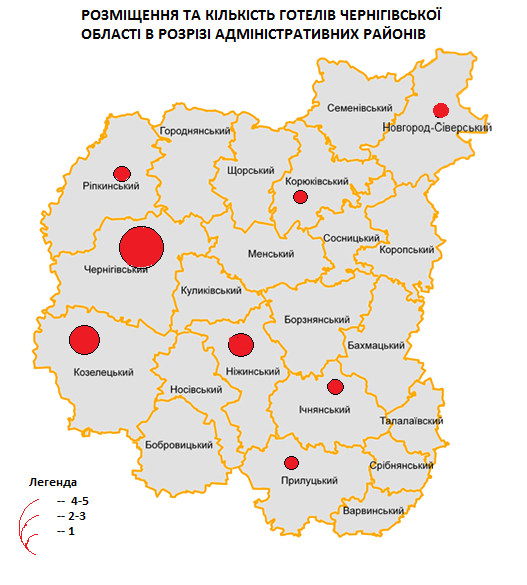 РОЗМІЩЕННЯ ТА КІЛЬКІСТЬ ГОТЕЛІВ ЧЕРНІГІВСЬКОЇ
ОБЛАСТІ В РОЗРІЗІ АДМІНІСТРАТИВНИХ РАЙОНІВ
Семенівський
Новгород-Сіверський
Городнянський
Щорський
Корюківський
Ріпкинський
Сосницький
Коропський
Менський
Чернігівський
Куликівський
Борзнянський
Бахмацький
Козелецький
Ніжинський
Носівський
Ічнянський
Талалаївський
Бобровицький
Срібнянський
Прилуцький
Варвинський
Легенда
-- 4-5
-- 2-3
-- 1